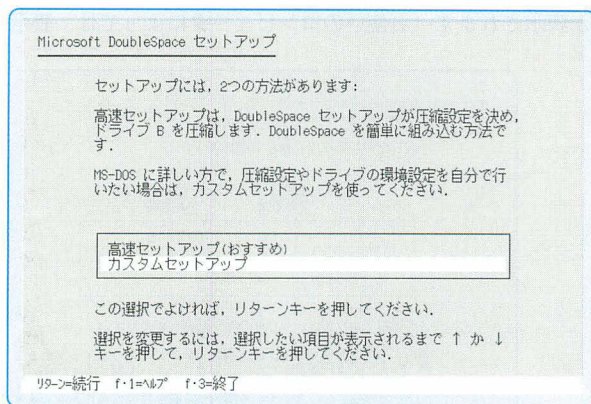 Microsoft DoubleSpace セットアップ
セットアップには，2つの方法があります：
高速セットアップは，DoubleSpace セットアップが圧縮設定を決め，
ドライブ B を圧縮します．DoubleSpace を簡単に組み込む方法で
す．
MS-DOS に詳しい方で，圧縮設定やドライブの環境設定を自分で行
いたい場合は，カスタムセットアップを使ってください．
高速セットアップ(おすすめ)
カスタムセットアップ
この選択でよければ，リターンキーを押してください．
選択を変更するには，選択したい項目が表示されるまで ↑ か ↓
キーを押して，リターンキーを押してください．
ﾘﾀｰﾝ=続行 f･1=ﾍﾙﾌﾟ f･3=終了